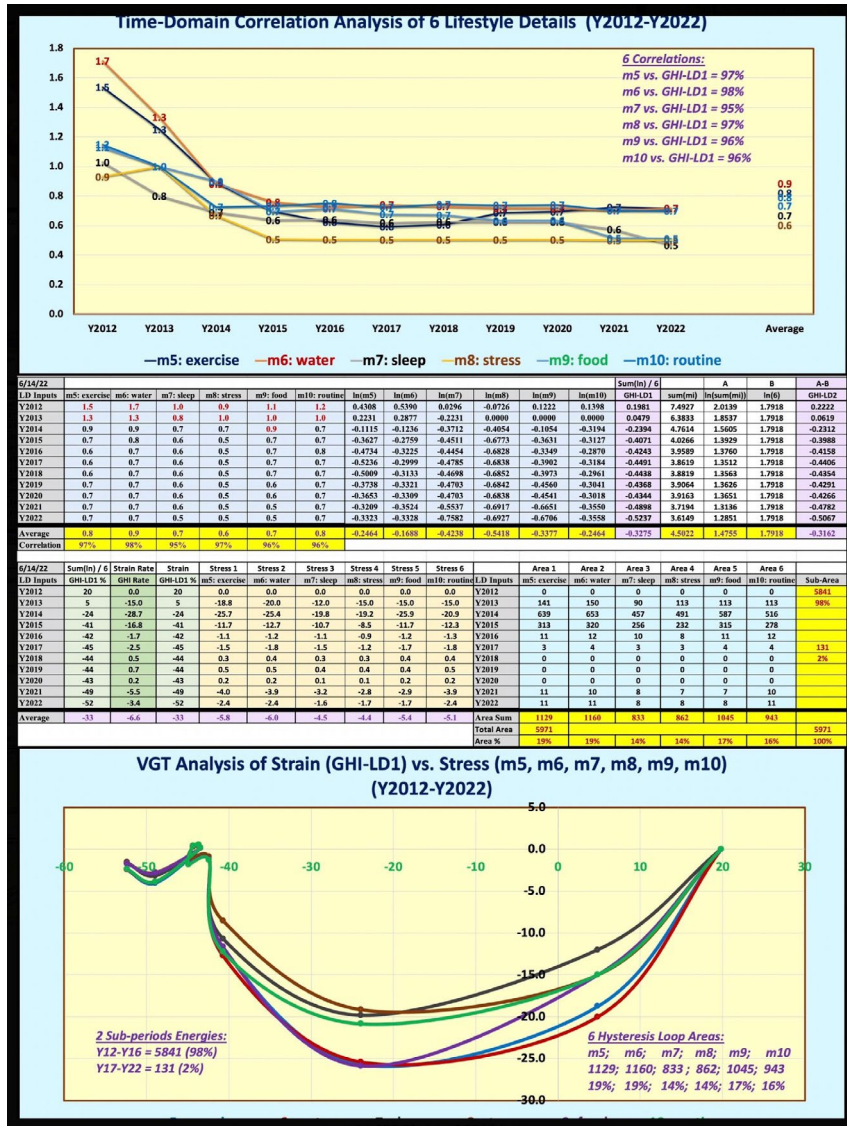 Time-Domain Correlation Analysis of 6 Lifestyle Details (Y2012-Y2022)
1.8
1.6
1.4
1.2
1.0
0.8
0.6
0.4
0.2
0.0
6 Correlations:
m5 vs. GHI-LD1 = 97%
m6 vs. GHI-LD1 = 98%
m7 vs. GHI-LD1 = 95%
m8 vs. GHI-LD1 = 97%
m9 vs. GHI-LD1 = 96%
m10 vs. GHI-LD1 = 96%
Y2012 Y2013 Y2014 Y2015 Y2016 Y2017 Y2018 Y2019 Y2020 Y2021 Y2022 Average
m5: exercise m6: water m7: sleep m8: stress m9: food m10: routine
6/14/22 Sum(ln) / 6 A B A-B
LD Inputs m5: exercise m6: water m7: sleep m8: stress m9: food m10: routine ln(m5) ln(m6) ln(m7) ln(m8) ln(m9) ln(m10) GHI-LD1 sum(mi) ln(sum(mi)) ln(6) GHI-LD2
Y2012 1.5 1.7 1.0 0.9 1.1 1.2 0.4308 0.5390 0.0296 -0.0726 0.1222 0.1398 0.1981 7.4927 2.0139 1.7918 0.2222
Y2013 1.3 1.3 0.8 1.0 1.0 1.0 0.2231 0.2877 -0.2231 0.0000 0.0000 0.0000 0.0479 6.3833 1.8537 1.7918 0.0619
Y2014 0.9 0.9 0.7 0.7 0.9 0.7 -0.1115 -0.1236 -0.3712 -0.4054 -0.1054 -0.3194 -0.2394 4.7614 1.5605 1.7918 -0.2312
Y2015 0.7 0.8 0.6 0.5 0.7 0.7 -0.3627 -0.2759 -0.4511 -0.6773 -0.3631 -0.3127 -0.4071 4.0266 1.3929 1.7918 -0.3988
Y2016 0.6 0.7 0.6 0.5 0.7 0.8 -0.4734 -0.3225 -0.4454 -0.6828 -0.3349 -0.2870 -0.4243 3.9589 1.3760 1.7918 -0.4158
Y2017 0.6 0.7 0.6 0.5 0.7 0.7 -0.5236 -0.2999 -0.4785 -0.6838 -0.3902 -0.3184 -0.4491 3.8619 1.3512 1.7918 -0.4406
Y2018 0.6 0.7 0.6 0.5 0.7 0.7 -0.5009 -0.3133 -0.4698 -0.6852 -0.3973 -0.2961 -0.4438 3.8819 1.3563 1.7918 -0.4354
Y2019 0.7 0.7 0.6 0.5 0.6 0.7 -0.3738 -0.3321 -0.4703 -0.6842 -0.4560 -0.3041 -0.4368 3.9064 1.3626 1.7918 -0.4291
Y2020 0.7 0.7 0.6 0.5 0.6 0.7 -0.3653 -0.3309 -0.4703 -0.6838 -0.4541 -0.3018 -0.4344 3.9163 1.3651 1.7918 -0.4266
Y2021 0.7 0.7 0.6 0.5 0.5 0.7 -0.3209 -0.3524 -0.5537 -0.6917 -0.6651 -0.3550 -0.4898 3.7194 1.3136 1.7918 -0.4782
Y2022 0.7 0.7 0.5 0.5 0.5 0.7 -0.3323 -0.3328 -0.7582 -0.6927 -0.6706 -0.3558 -0.5237 3.6149 1.2851 1.7918 -0.5067
Average 0.8 0.9 0.7 0.6 0.7 0.8 -0.2464 -0.1688 -0.4238 -0.5418 -0.3377 -0.2464 -0.3275 4.5022 1.4755 1.7918 -0.3162
Correlation 97% 98% 95% 97% 96% 96%
6/14/22 Sum(ln) / 6 Strain Rate Strain Stress 1 Stress 2 Stress 3 Stress 4 Stress 5 Stress 6 Area 1 Area 2 Area 3 Area 4 Area 5 Area 6
LD Inputs GHI-LD1 % GHI Rate GHI-LD1 % m5: exercise m6: water m7: sleep m8: stress m9: food m10: routine LD Inputs m5: exercise m6: water m7: sleep m8: stress m9: food m10: routine Sub-Area
Y2012 20 0.0 20 0.0 0.0 0.0 0.0 0.0 0.0 Y2012 0 0 0 0 0 0 5841
Y2013 5 -15.0 5 -18.8 -20.0 -12.0 -15.0 -15.0 -15.0 Y2013 141 150 90 113 113 113 98%
Y2014 -24 -28.7 -24 -25.7 -25.4 -19.8 -19.2 -25.9 -20.9 Y2014 639 653 457 491 587 516
Y2015 -41 -16.8 -41 -11.7 -12.7 -10.7 -8.5 -11.7 -12.3 Y2015 313 320 256 232 315 278
Y2016 -42 -1.7 -42 -1.1 -1.2 -1.1 -0.9 -1.2 -1.3 Y2016 11 12 10 8 11 12
Y2017 -45 -2.5 -45 -1.5 -1.8 -1.5 -1.2 -1.7 -1.8 Y2017 3 4 3 3 4 4 131
Y2018 -44 0.5 -44 0.3 0.4 0.3 0.3 0.4 0.4 Y2018 0 0 0 0 0 0 2%
Y2019 -44 0.7 -44 0.5 0.5 0.4 0.4 0.4 0.5 Y2019 0 0 0 0 0 0
Y2020 -43 0.2 -43 0.2 0.2 0.1 0.1 0.2 0.2 Y2020 0 0 0 0 0 0
Y2021 -49 -5.5 -49 -4.0 -3.9 -3.2 -2.8 -2.9 -3.9 Y2021 11 10 8 7 7 10
Y2022 -52 -3.4 -52 -2.4 -2.4 -1.6 -1.7 -1.7 -2.4 Y2022 11 11 8 8 8 11
Average -33 -6.6 -33 -5.8 -6.0 -4.5 -4.4 -5.4 -5.1 Area Sum 1129 1160 833 862 1045 943
Total Area 5971 5971
Area % 19% 19% 14% 14% 17% 16% 100%
VGT Analysis of Strain (GHI-LD1) vs. Stress (m5, m6, m7, m8, m9, m10)
(Y2012-Y2022)
5.0
0.0
-60 -50 -40 -30 -20 -10 0 10 20 30
-5.0
-10.0
-15.0
-20.0
-25.0
-30.0
2 Sub-periods Energies:
Y12-Y16 = 5841 (98%)
Y17-Y22 = 131 (2%)
6 Hysteresis Loop Areas:
m5; m6; m7; m8; m9; m10
1129; 1160; 833 ; 862; 1045; 943
19%; 19%; 14%; 14%; 17%; 16%